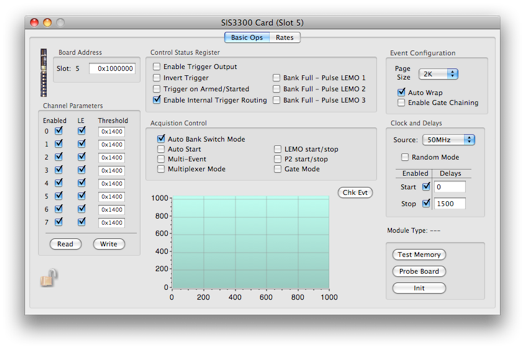 SIS3300 Card (Slot 5)
Basic Ops Rates
Board Address
Slot: 5 0x1000000
Channel Parameters
Enabled LE Threshold
0 0x1400
1 0x1400
2 0x1400
3 0x1400
4 0x1400
5 0x1400
6 0x1400
7 0x1400
Read Write
Control Status Register
Enable Trigger Output
Invert Trigger Bank Full - Pulse LEMO 1
Trigger on Armed/Started Bank Full - Pulse LEMO 2
Enable Internal Trigger Routing Bank Full - Pulse LEMO 3
Acquistion Control
Auto Bank Switch Mode
Auto Start LEMO start/stop
Multi-Event P2 start/stop
Multiplexer Mode Gate Mode
Chk Evt
1000
800
600
400
200
0
0 200 400 600 800 1000
Event Configuration
Page
Size 2K
Auto Wrap
Enable Gate Chaining
Clock and Delays
Source: 50MHz
Random Mode
Enabled Delays
Start 0
Stop 1500
Module Type: ---
Test Memory
Probe Board
Init